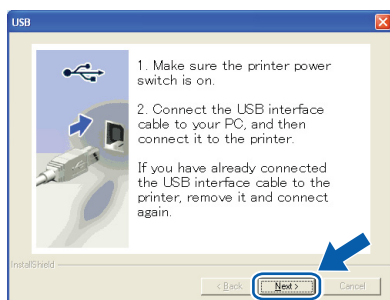 USB
1. Make sure the printer power
switch is on.
2. Connect the USB interface
cable to your PC, and then
connect it to the printer.
If you have already connected
the USB interface cable to the
printer, remove it and connect
again.
InstallShield
< Back Next > Cancel